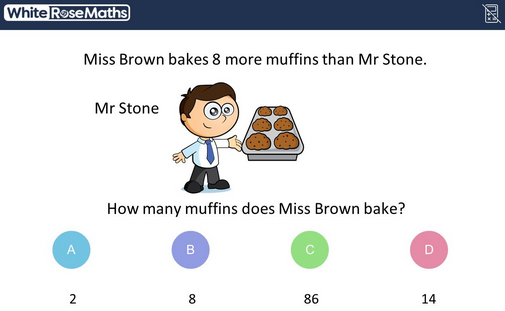 White Rose Maths
Miss Brown bakes 8 more muffins than Mr Stone.
Mr Stone
How many muffins does Miss Brown bake?
A B C D
2 8 86 14